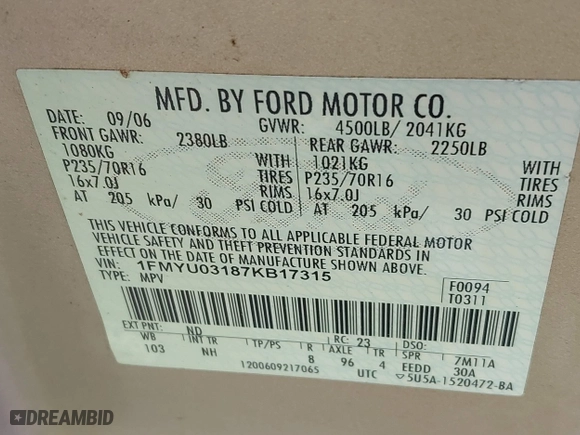 MFD. BY FORD MOTOR CO.
DATE: 09/06 GVWR: 4500LB/ 2041KG
FRONT GAWR: 2380LB REAR GAWR: 2250LB
1080KG WITH 1021KG WITH
P235/70R16 TIRES P235/70R16 TIRES
16x7.0J RIMS 16x7.0J RIMS
AT 205 kPa/ 30 PSI COLD AT 205 kPa/ 30 PSI COLD
THIS VEHICLE CONFORMS TO ALL APPLICABLE FEDERAL MOTOR
VEHICLE SAFETY AND THEFT PREVENTION STANDARDS IN
EFFECT ON THE DATE OF MANUFACTURE SHOWN ABOVE.
VIN: 1FMYU03187KB17315
TYPE: MPV
F0094
T0311
EXT PNT: ND RC: 23 DSO:
WB INT TR TP/PS R AXLE TR SPR 7M11A
103 NH 8 96 4 EEDD 30A
1200609217065 UTC 5U5A-1520472-BA
DREAMBID